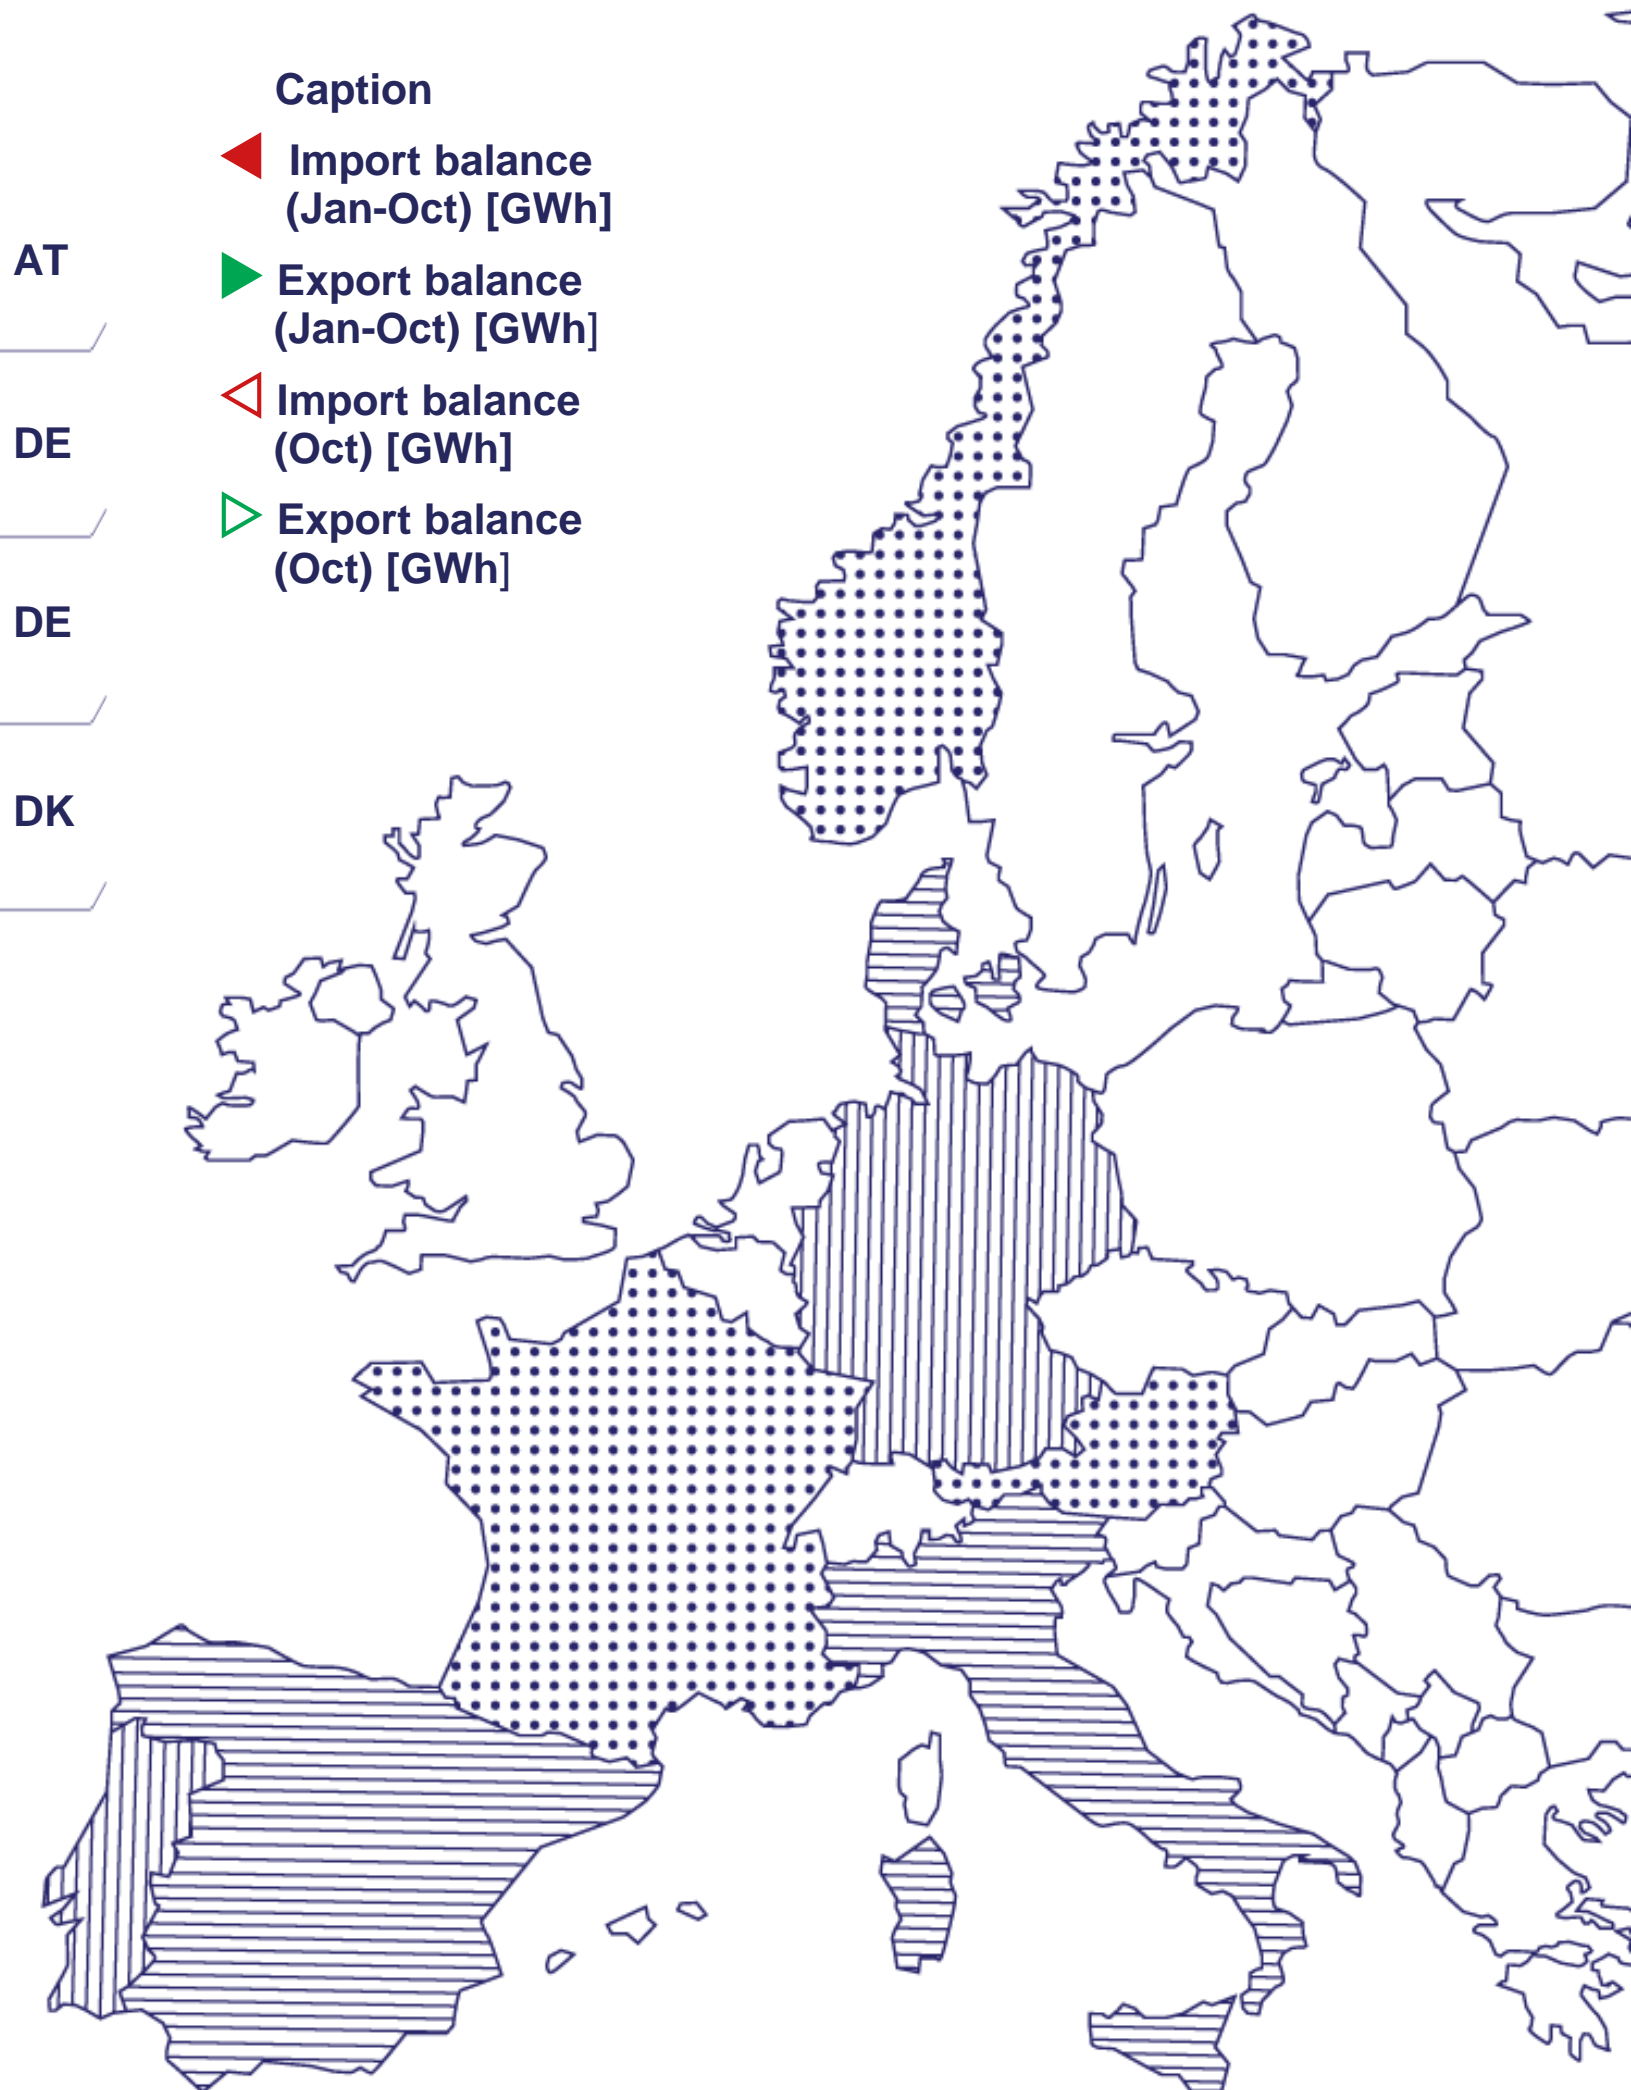 Caption
Import balance
(Jan-Oct) [GWh]
AT
Export balance
(Jan-Oct) [GWh]
Import balance
DE
(Oct) [GWh]
Export balance
(Oct) [GWh]
DE
DK